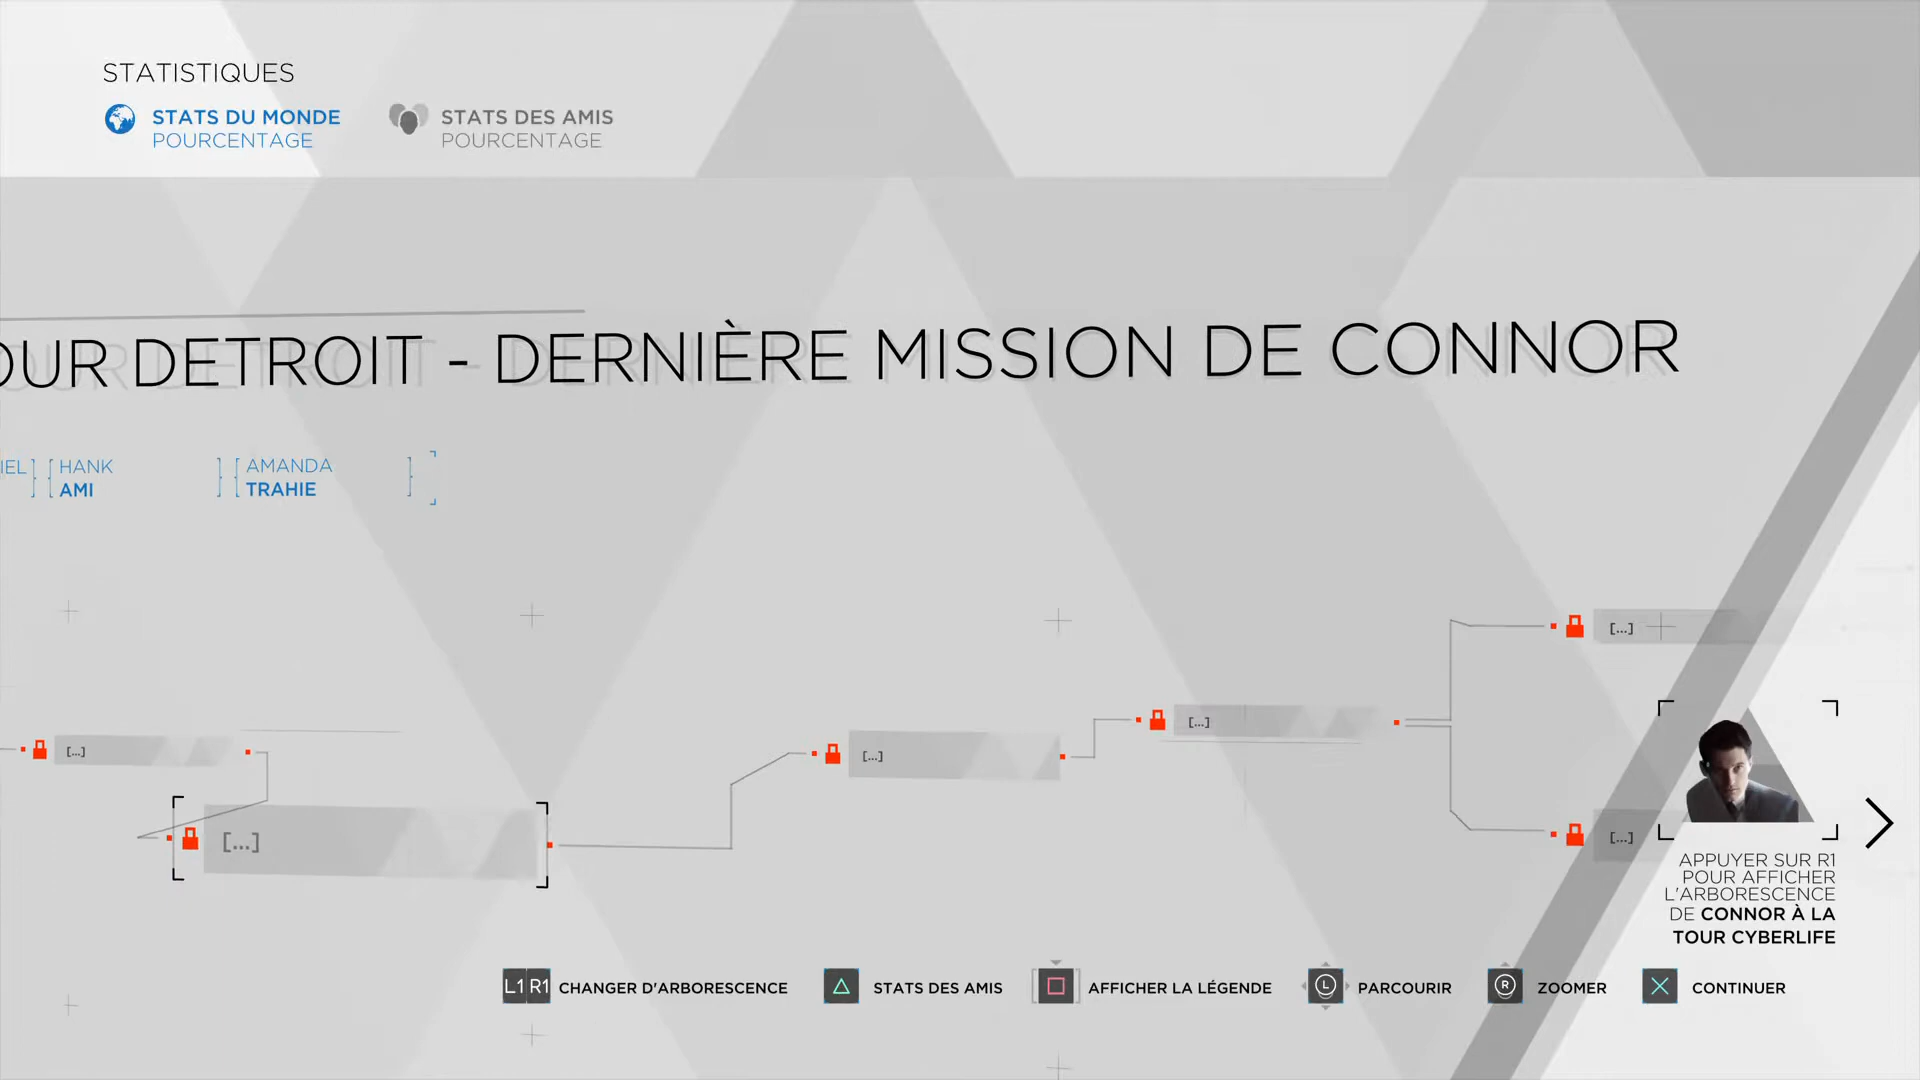 STATISTIQUES
STATS DU MONDE
POURCENTAGE
STATS DES AMIS
POURCENTAGE
OUR DETROIT - DERNIÈRE MISSION DE CONNOR
IEL
HANK
AMI
AMANDA
TRAHIE
[...]
[...]
[...]
[...]
[...]
[...]
APPUYER SUR R1
POUR AFFICHER
L'ARBORESCENCE
DE CONNOR À LA
TOUR CYBERLIFE
L1 R1 CHANGER D'ARBORESCENCE
STATS DES AMIS
AFFICHER LA LÉGENDE
L PARCOURIR
R ZOOMER
CONTINUER